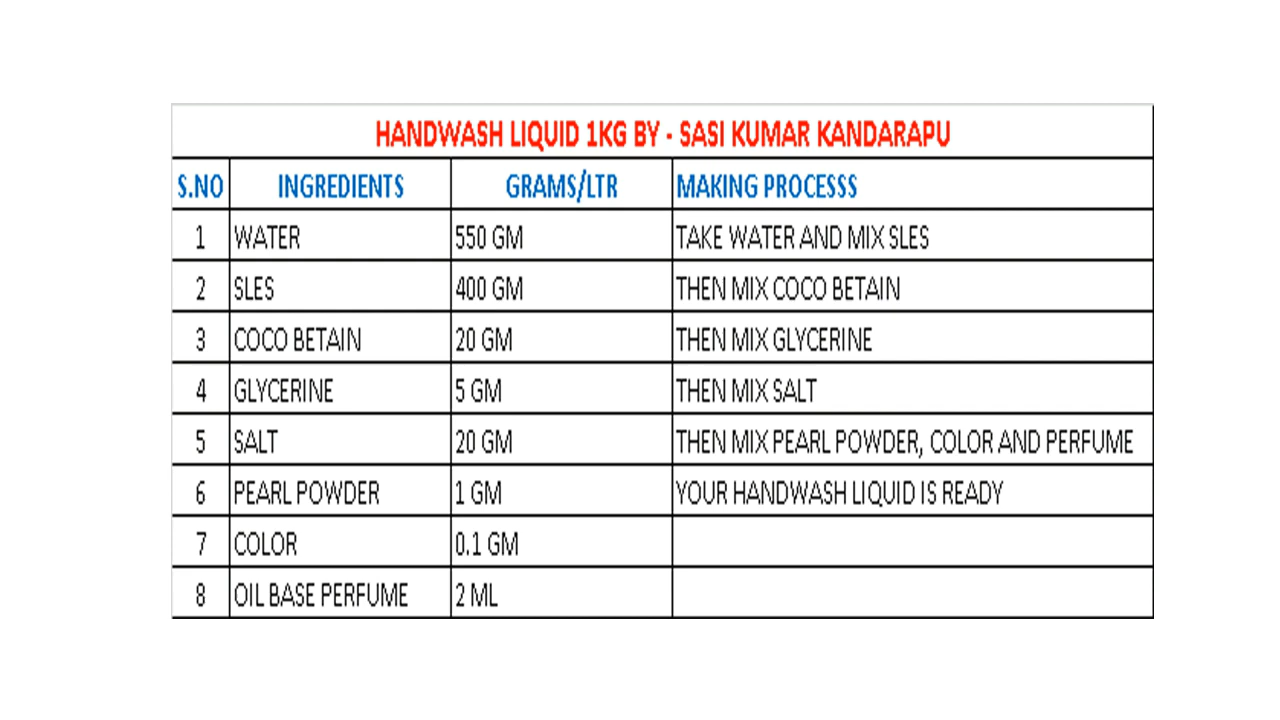 HANDWASH LIQUID 1KG BY - SASI KUMAR KANDARAPU
S.NO INGREDIENTS GRAMS/LTR MAKING PROCESSS
1 WATER 550 GM TAKE WATER AND MIX SLES
2 SLES 400 GM THEN MIX COCO BETAIN
3 COCO BETAIN 20 GM THEN MIX GLYCERINE
4 GLYCERINE 5 GM THEN MIX SALT
5 SALT 20 GM THEN MIX PEARL POWDER, COLOR AND PERFUME
6 PEARL POWDER 1 GM YOUR HANDWASH LIQUID IS READY
7 COLOR 0.1 GM
8 OIL BASE PERFUME 2 ML